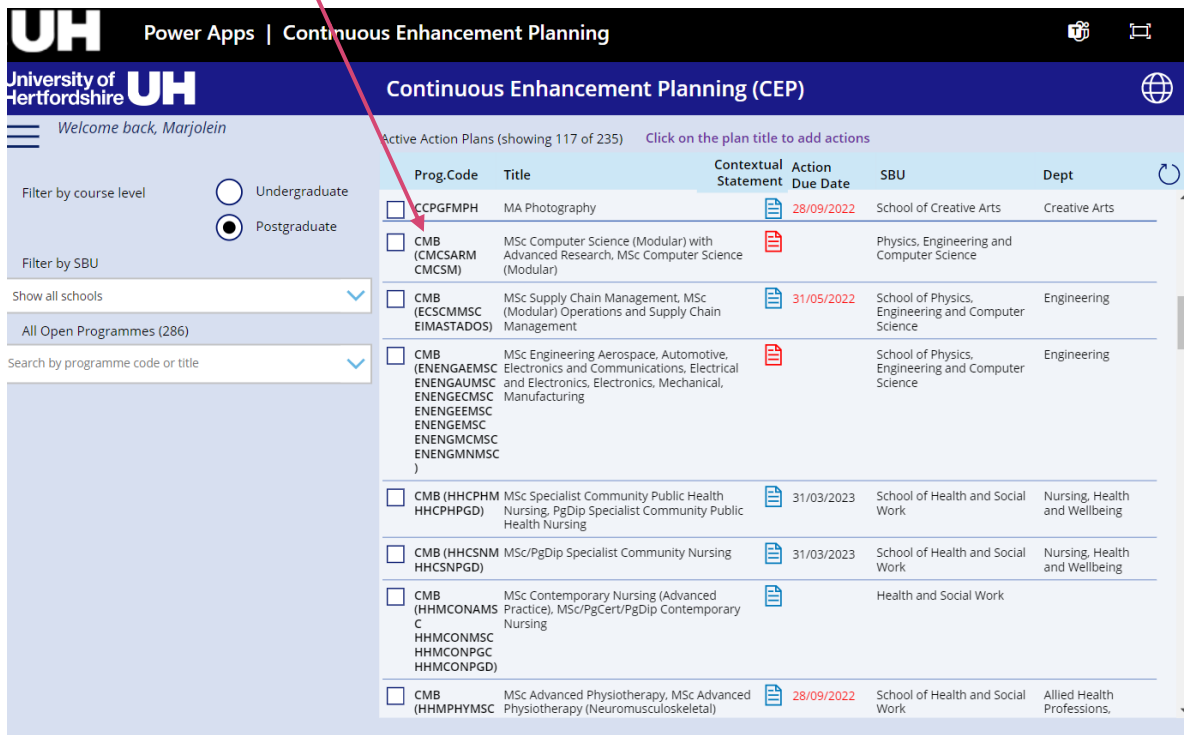 UH Power Apps | Continuous Enhancement Planning
University of
Hertfordshire UH
Continuous Enhancement Planning (CEP)
Welcome back, Marjolein
Filter by course level
Undergraduate
Postgraduate
Filter by SBU
Show all schools
All Open Programmes (286)
Search by programme code or title
Active Action Plans (showing 117 of 235) Click on the plan title to add actions
Prog.Code Title Contextual Statement Action Due Date SBU Dept
CCPGFMPH MA Photography 28/09/2022 School of Creative Arts Creative Arts
CMB
(CMCSARM
CMCSM)
MSc Computer Science (Modular) with
Advanced Research, MSc Computer Science
(Modular)
Physics, Engineering and
Computer Science
CMB
(ECSCMMSC
EIMASTADOS)
MSc Supply Chain Management, MSc
(Modular) Operations and Supply Chain
Management
31/05/2022
School of Physics,
Engineering and Computer
Science
Engineering
CMB
(ENENGAEMSC
ENENGAUMSC
ENENGECMSC
ENENGEEMSC
ENENGEMSC
ENENGMCMSC
ENENGMNMSC
)
MSc Engineering Aerospace, Automotive,
Electronics and Communications, Electrical
and Electronics, Electronics, Mechanical,
Manufacturing
School of Physics,
Engineering and Computer
Science
Engineering
CMB (HHCPHM
HHCPHPGD)
MSc Specialist Community Public Health
Nursing, PgDip Specialist Community Public
Health Nursing
31/03/2023
School of Health and Social
Work
Nursing, Health
and Wellbeing
CMB (HHCSNM
HHCSNPGD)
MSc/PgDip Specialist Community Nursing
31/03/2023
School of Health and Social
Work
Nursing, Health
and Wellbeing
CMB
(HHMCONAMS
C
HHMCONMSC
HHMCONPGC
HHMCONPGD)
MSc Contemporary Nursing (Advanced
Practice), MSc/PgCert/PgDip Contemporary
Nursing
Health and Social Work
CMB
(HHMPHYMSC
MSc Advanced Physiotherapy, MSc Advanced
Physiotherapy (Neuromusculoskeletal)
28/09/2022
School of Health and Social
Work
Allied Health
Professions,